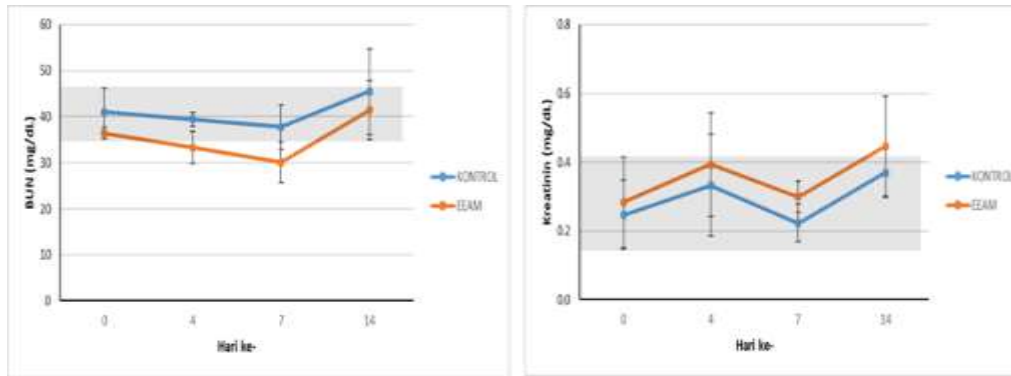 60
50
40
30
20
10
0
BUN (mg/dL)
0 4 7 14
Hari ke-
KONTROL
EEAM
0.8
0.6
0.4
0.2
0.0
Kreatinin (mg/dL)
0 4 7 14
Hari ke-
KONTROL
EEAM